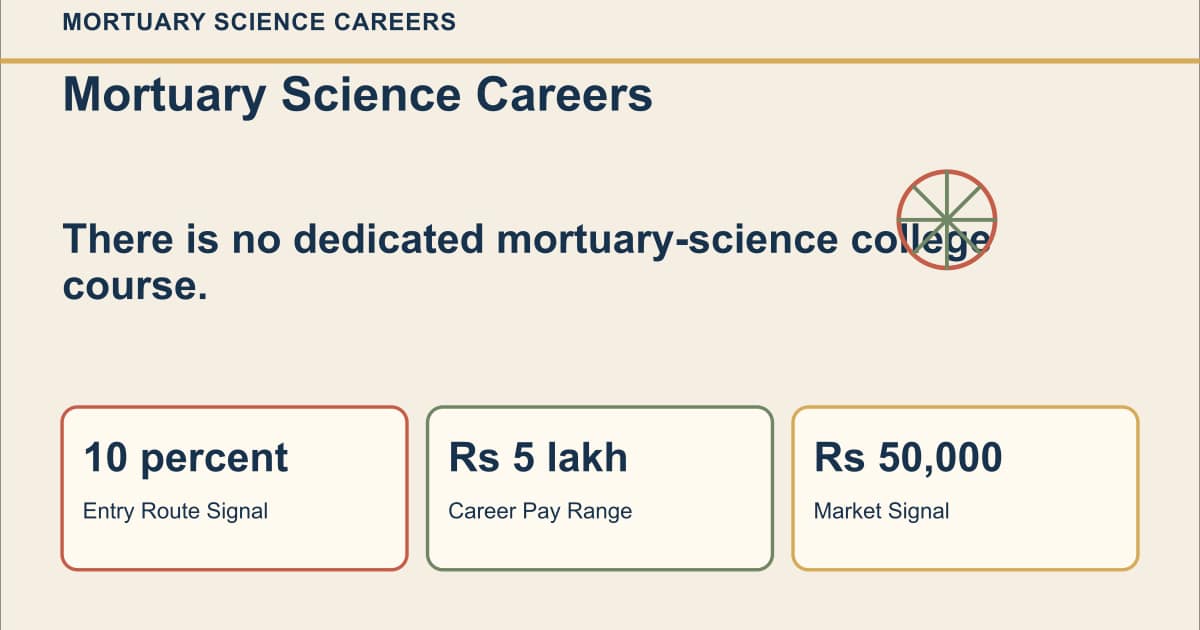 MORTUARY SCIENCE CAREERS
Mortuary Science Careers
There is no dedicated mortuary-science college
course.
10 percent
Entry Route Signal
Rs 5 lakh
Career Pay Range
Rs 50,000
Market Signal